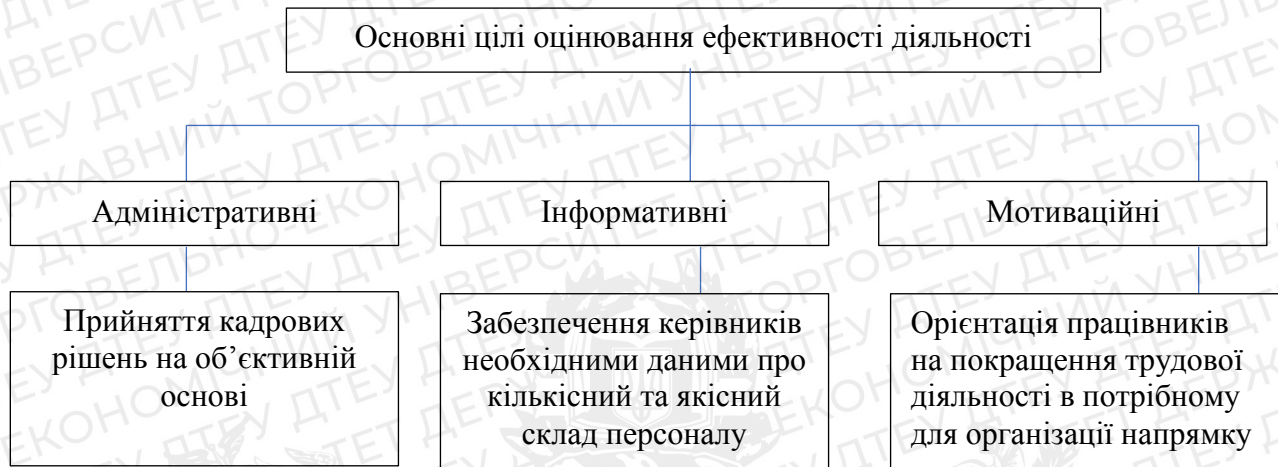 Основні цілі оцінювання ефективності діяльності
Адміністративні
Інформативні
Мотиваційні
Прийняття кадрових
рішень на об’єктивній
основі
Забезпечення керівників
необхідними даними про
кількісний та якісний
склад персоналу
Орієнтація працівників
на покращення трудової
діяльності в потрібному
для організації напрямку